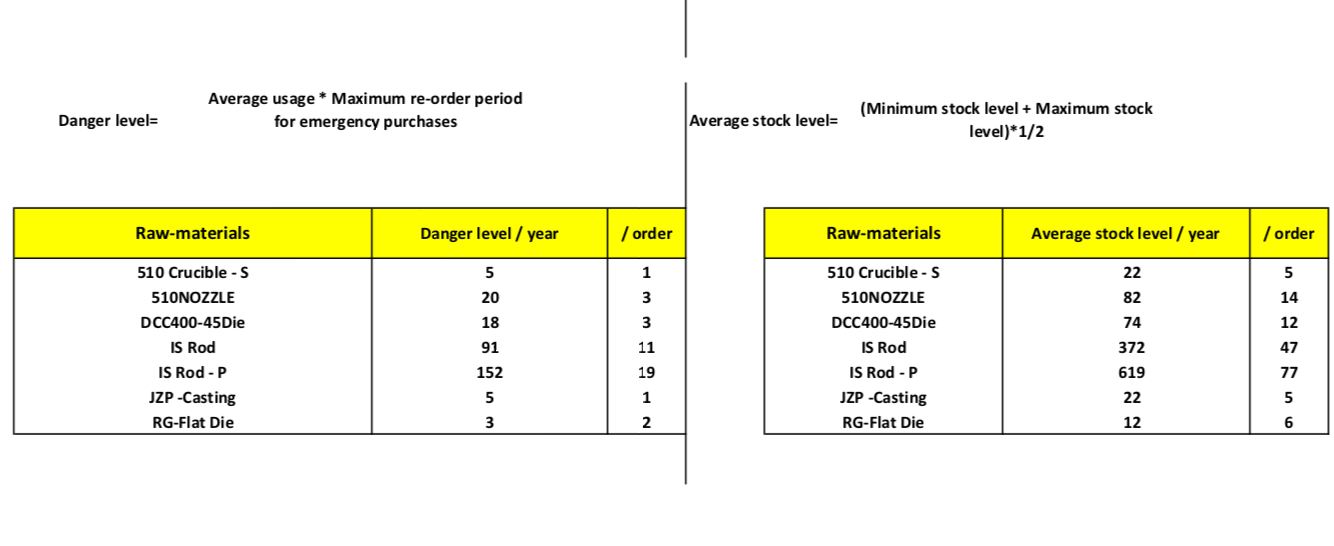 Average usage * Maximum re-order period
for emergency purchases
Danger level=
(Minimum stock level + Maximum stock
level)*1/2
Average stock level=
Raw-materials Danger level / year / order
510 Crucible - S 5 1
510NOZZLE 20 3
DCC400-45Die 18 3
IS Rod 91 11
IS Rod - P 152 19
JZP -Casting 5 1
RG-Flat Die 3 2
Raw-materials Average stock level / year / order
510 Crucible - S 22 5
510NOZZLE 82 14
DCC400-45Die 74 12
IS Rod 372 47
IS Rod - P 619 77
JZP -Casting 22 5
RG-Flat Die 12 6